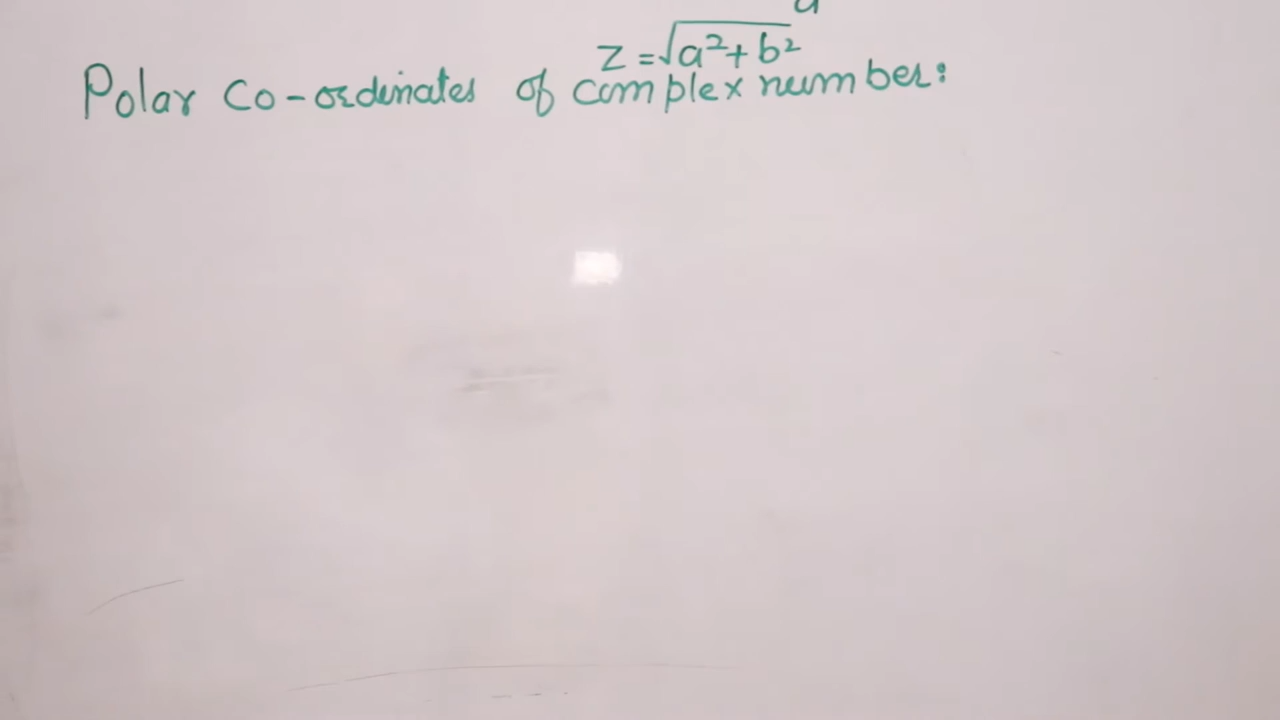 z = √a²+b²
Polar Co-ordinates of complex number: